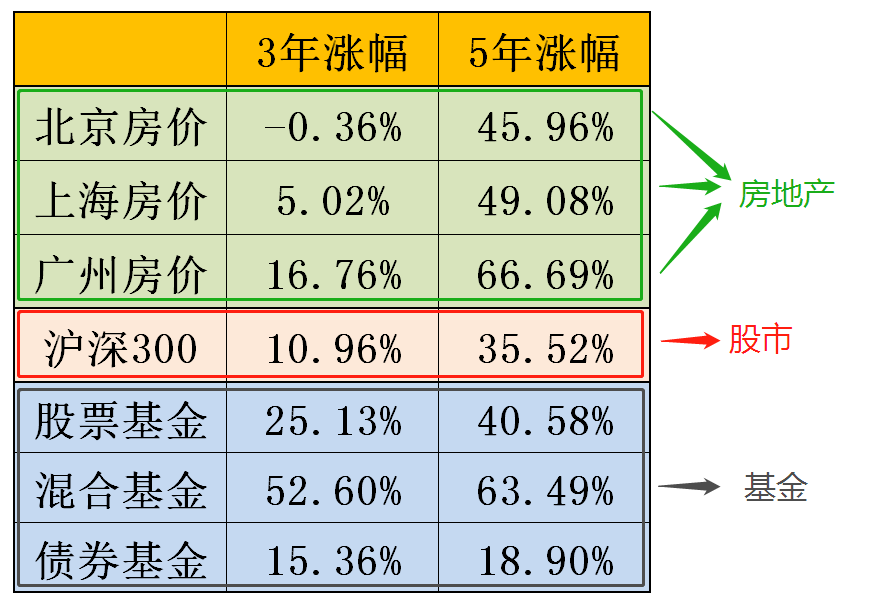 3年涨幅 5年涨幅
北京房价 -0.36% 45.96%
上海房价 5.02% 49.08%
广州房价 16.76% 66.69%
房地产
沪深300 10.96% 35.52%
股市
股票基金 25.13% 40.58%
混合基金 52.60% 63.49%
债券基金 15.36% 18.90%
基金